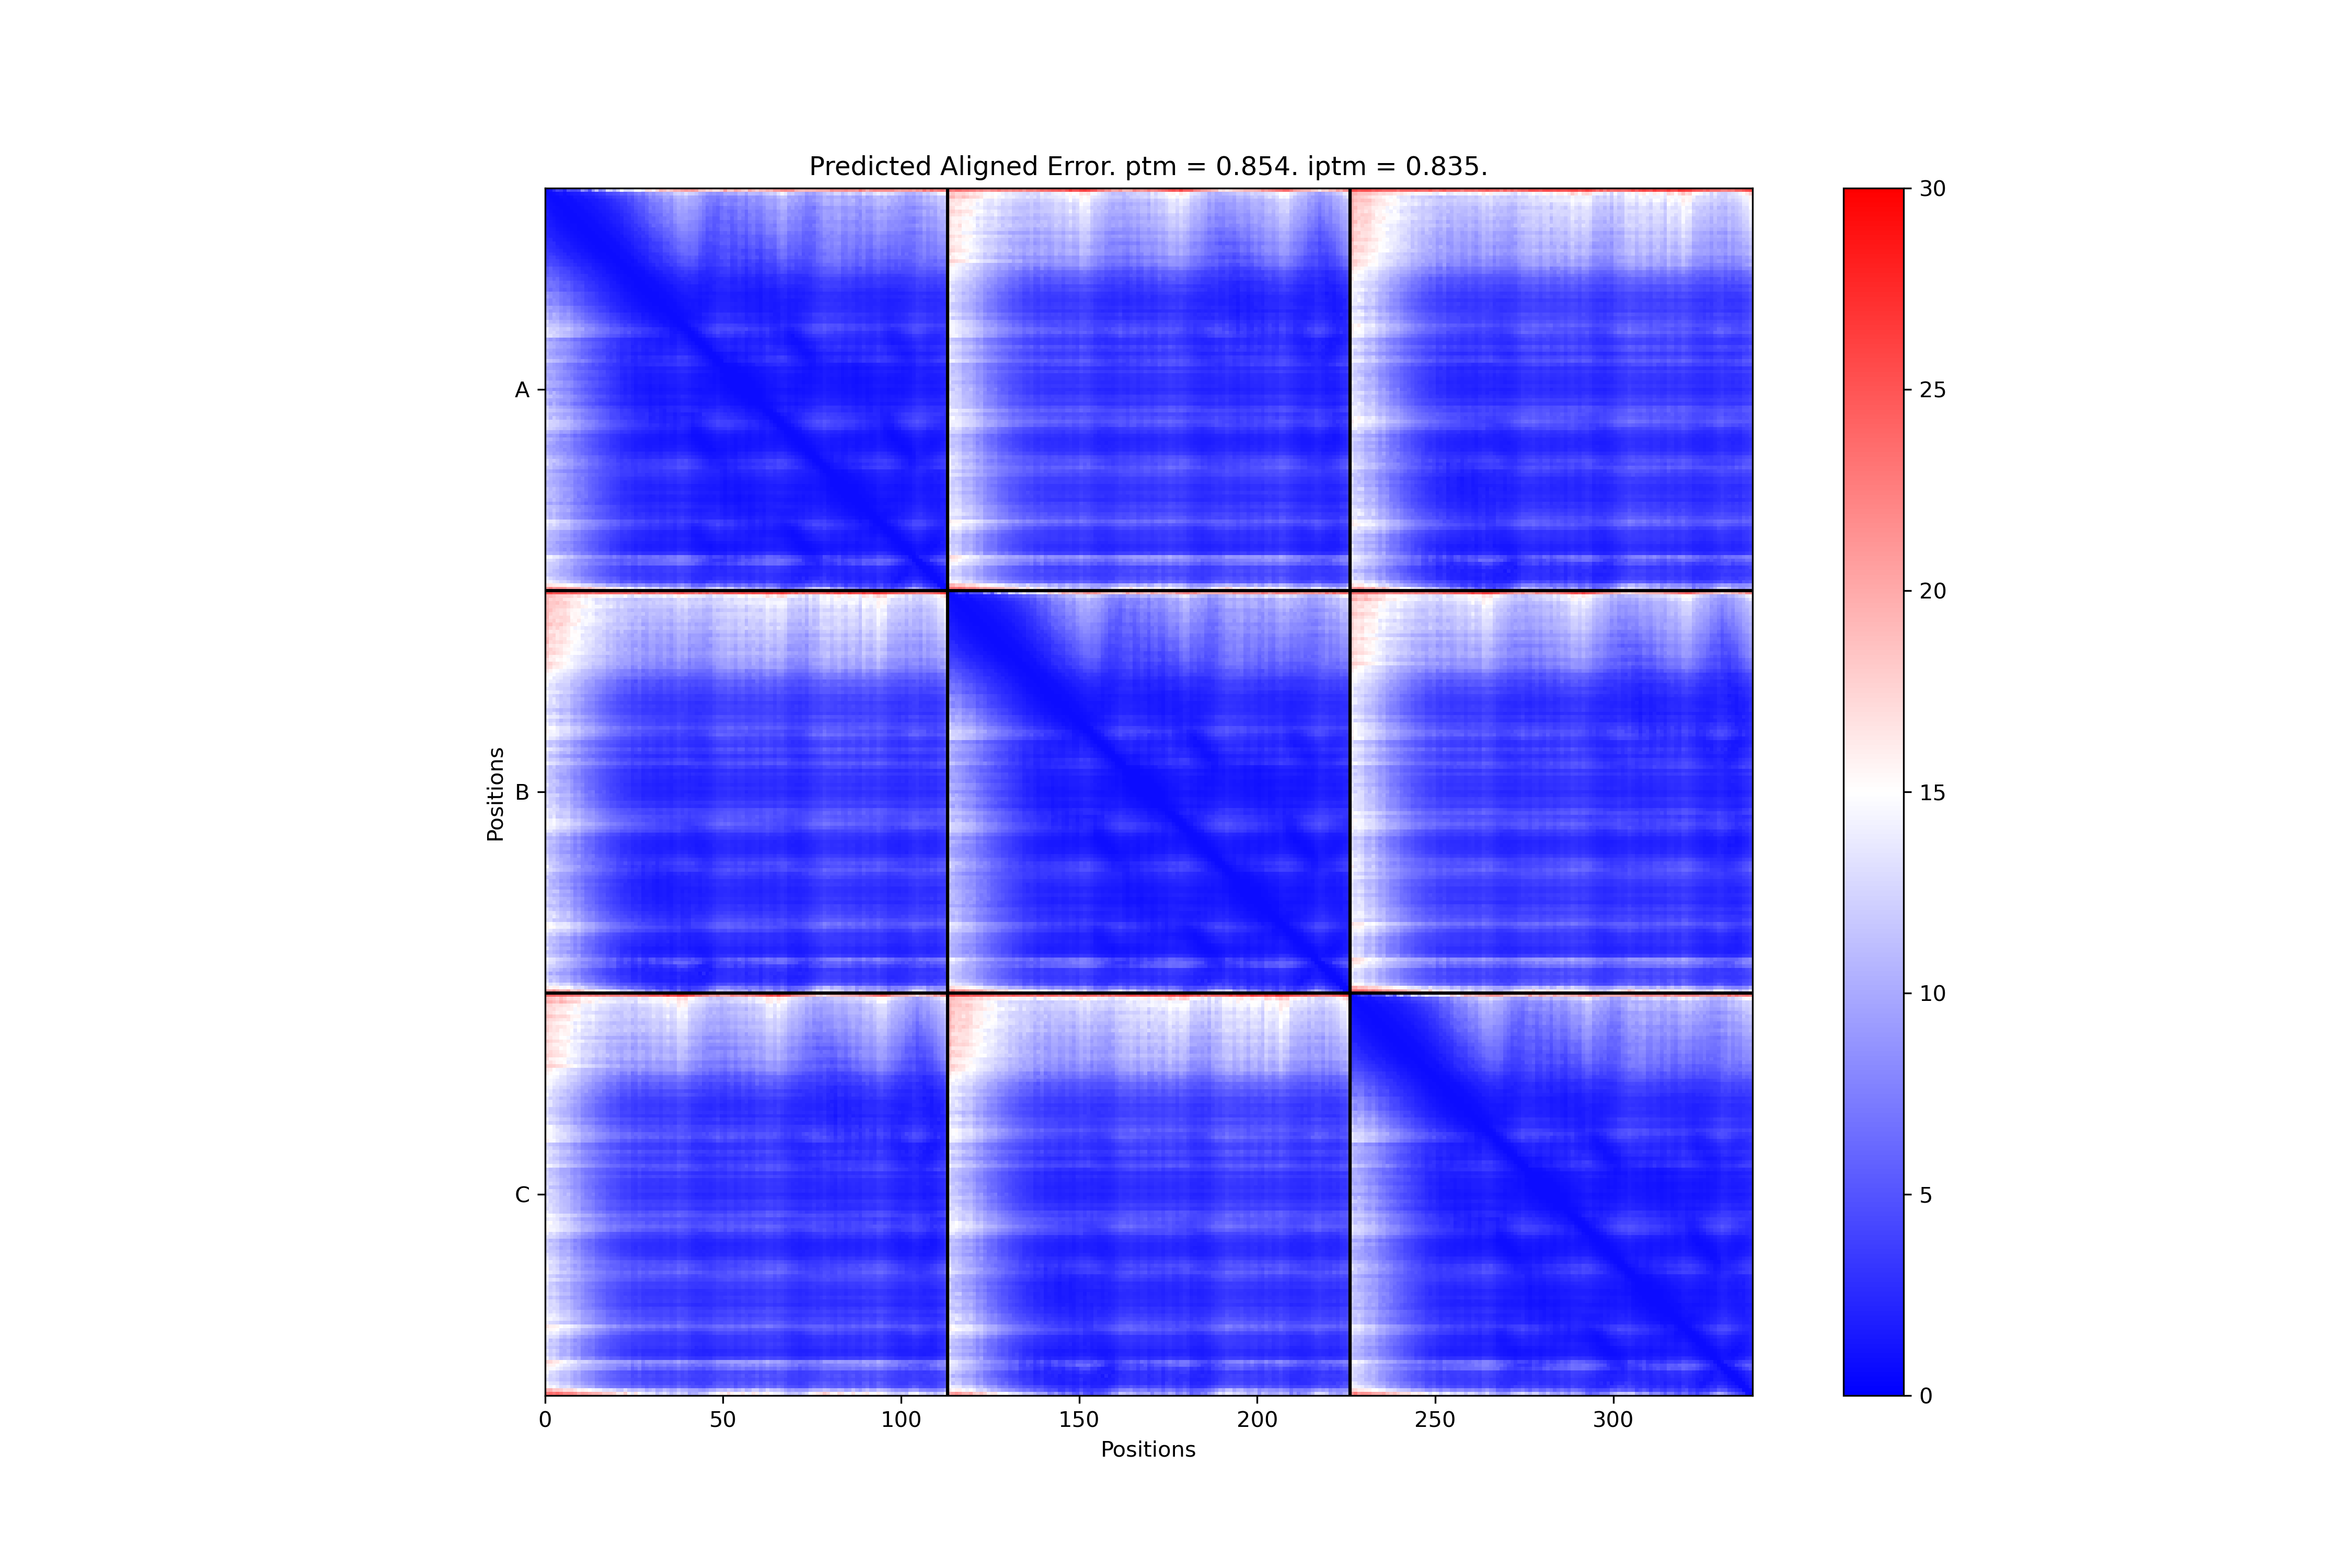 Predicted Aligned Error. ptm = 0.854. iptm = 0.835.
A
B
C
Positions
0 50 100 150 200 250 300
Positions
30
25
20
15
10
5
0